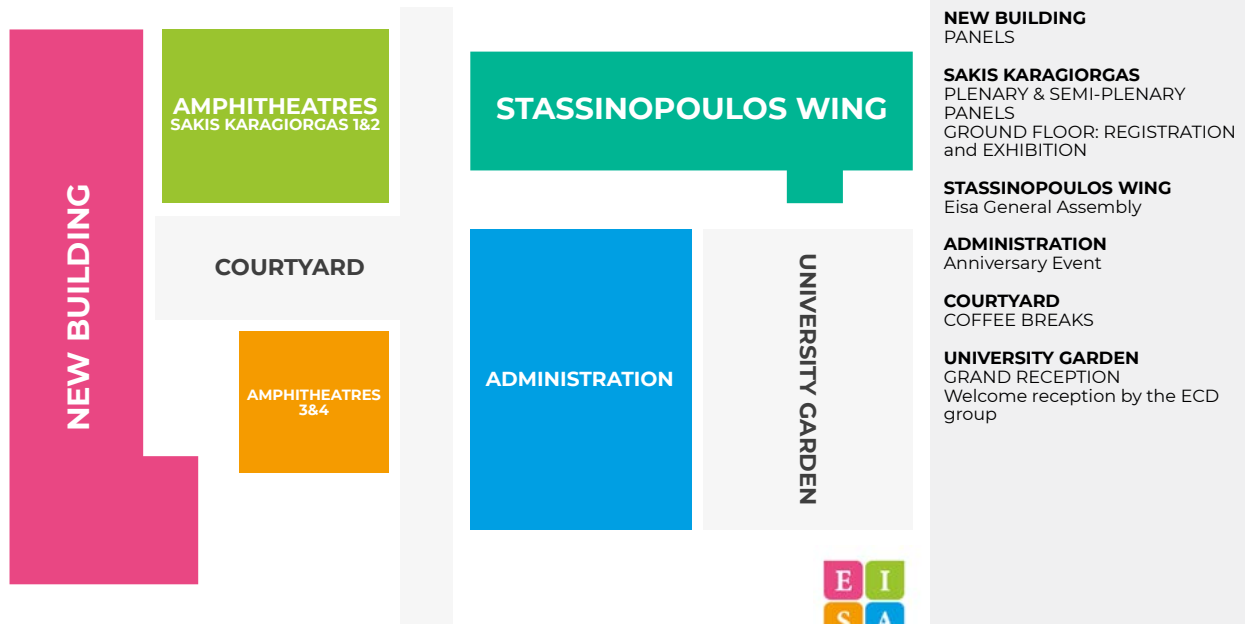 NEW BUILDING
AMPHITHEATRES
SAKIS KARAGIORGAS 1&2
COURTYARD
AMPHITHEATRES
3&4
STASSINOPOULOS WING
ADMINISTRATION
UNIVERSITY GARDEN
E I
S A
NEW BUILDING
PANELS
SAKIS KARAGIORGAS
PLENARY & SEMI-PLENARY
PANELS
GROUND FLOOR: REGISTRATION
and EXHIBITION
STASSINOPOULOS WING
Eisa General Assembly
ADMINISTRATION
Anniversary Event
COURTYARD
COFFEE BREAKS
UNIVERSITY GARDEN
GRAND RECEPTION
Welcome reception by the ECD
group